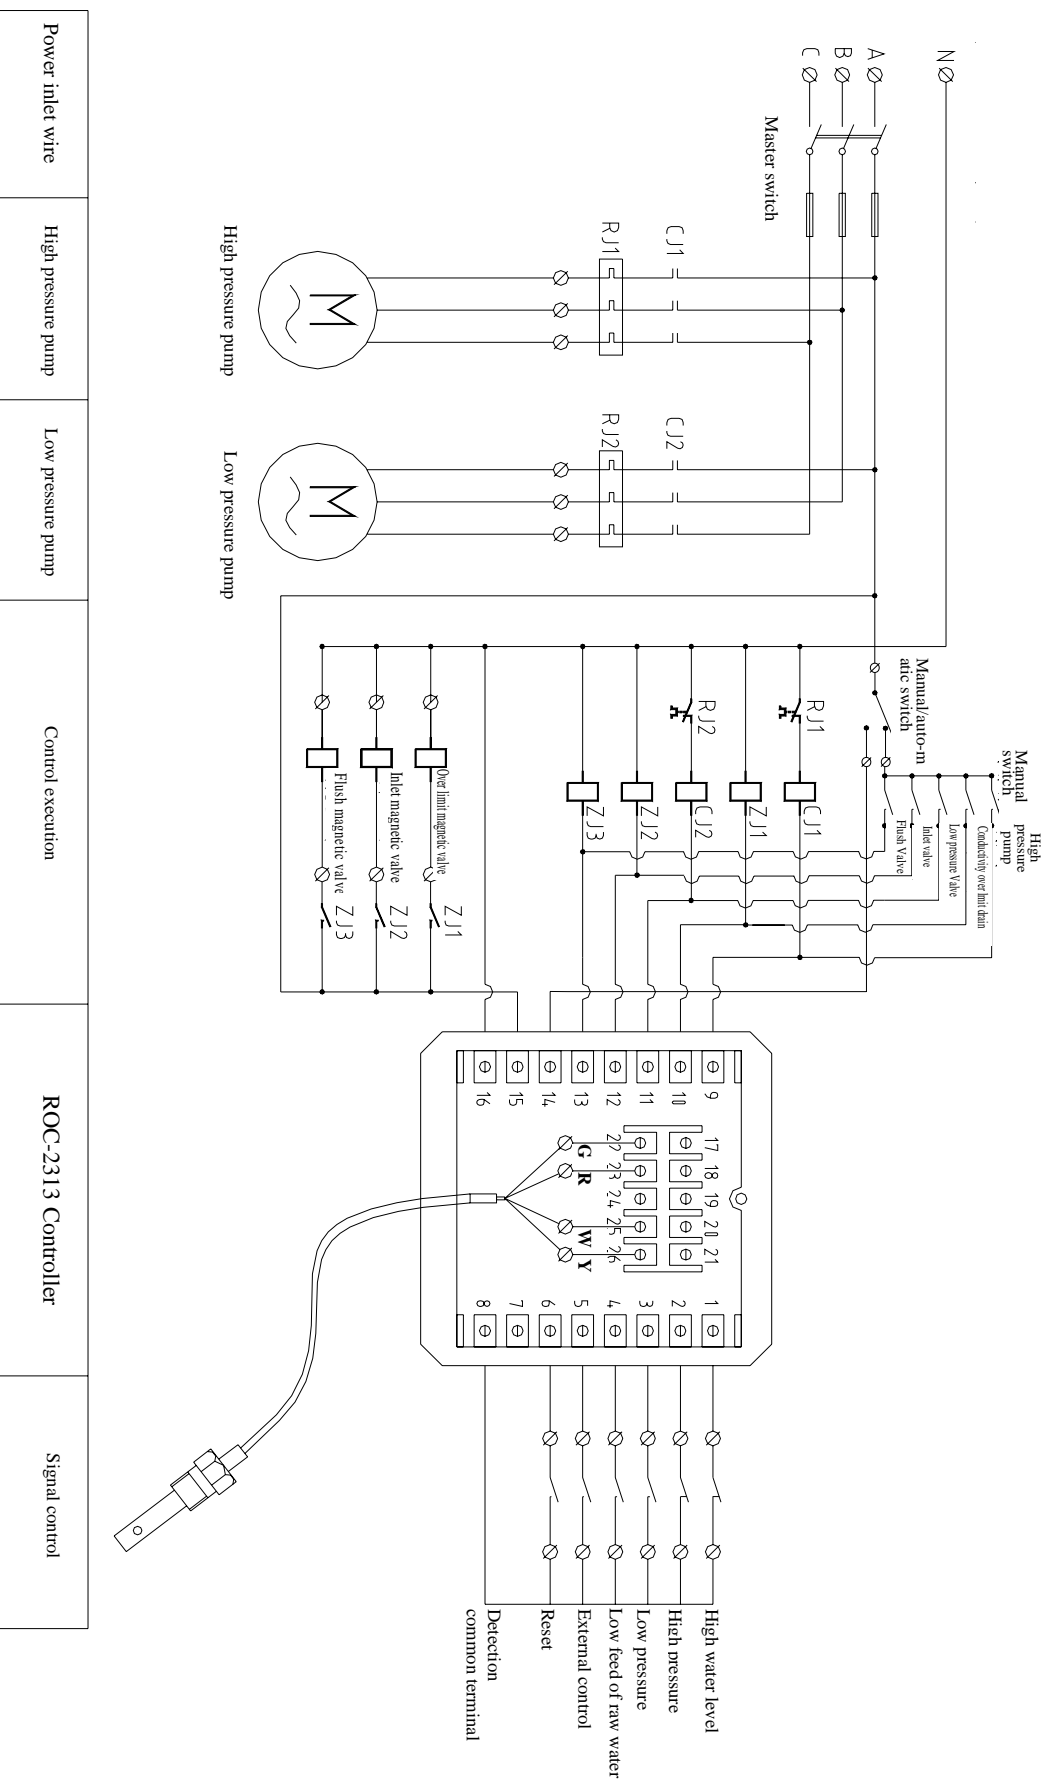 N
A
B
C
Master switch
CJ1
RJ1
High pressure pump
M
CJ2
RJ2
Low pressure pump
M
Manual/auto-m
atic switch
Manual
switch
High
pressure
pump
Conductivity over lmit drain
Low pressure Valve
Inlet valve
Flush Valve
RJ1
CJ1
ZJ1
RJ2
CJ2
ZJ2
ZJ3
Over limit magnetic valve
ZJ1
Inlet magnetic valve
ZJ2
Flush magnetic valve
ZJ3
9
10
11
12
13
14
15
16
17
18
19
20
21
22
23
24
25
26
G
R
W
Y
1
2
3
4
5
6
7
8
High water level
High pressure
Low pressure
Low feed of raw water
External control
Reset
Detection
common terminal
Power inlet wire
High pressure pump
Low pressure pump
Control execution
ROC-2313 Controller
Signal control